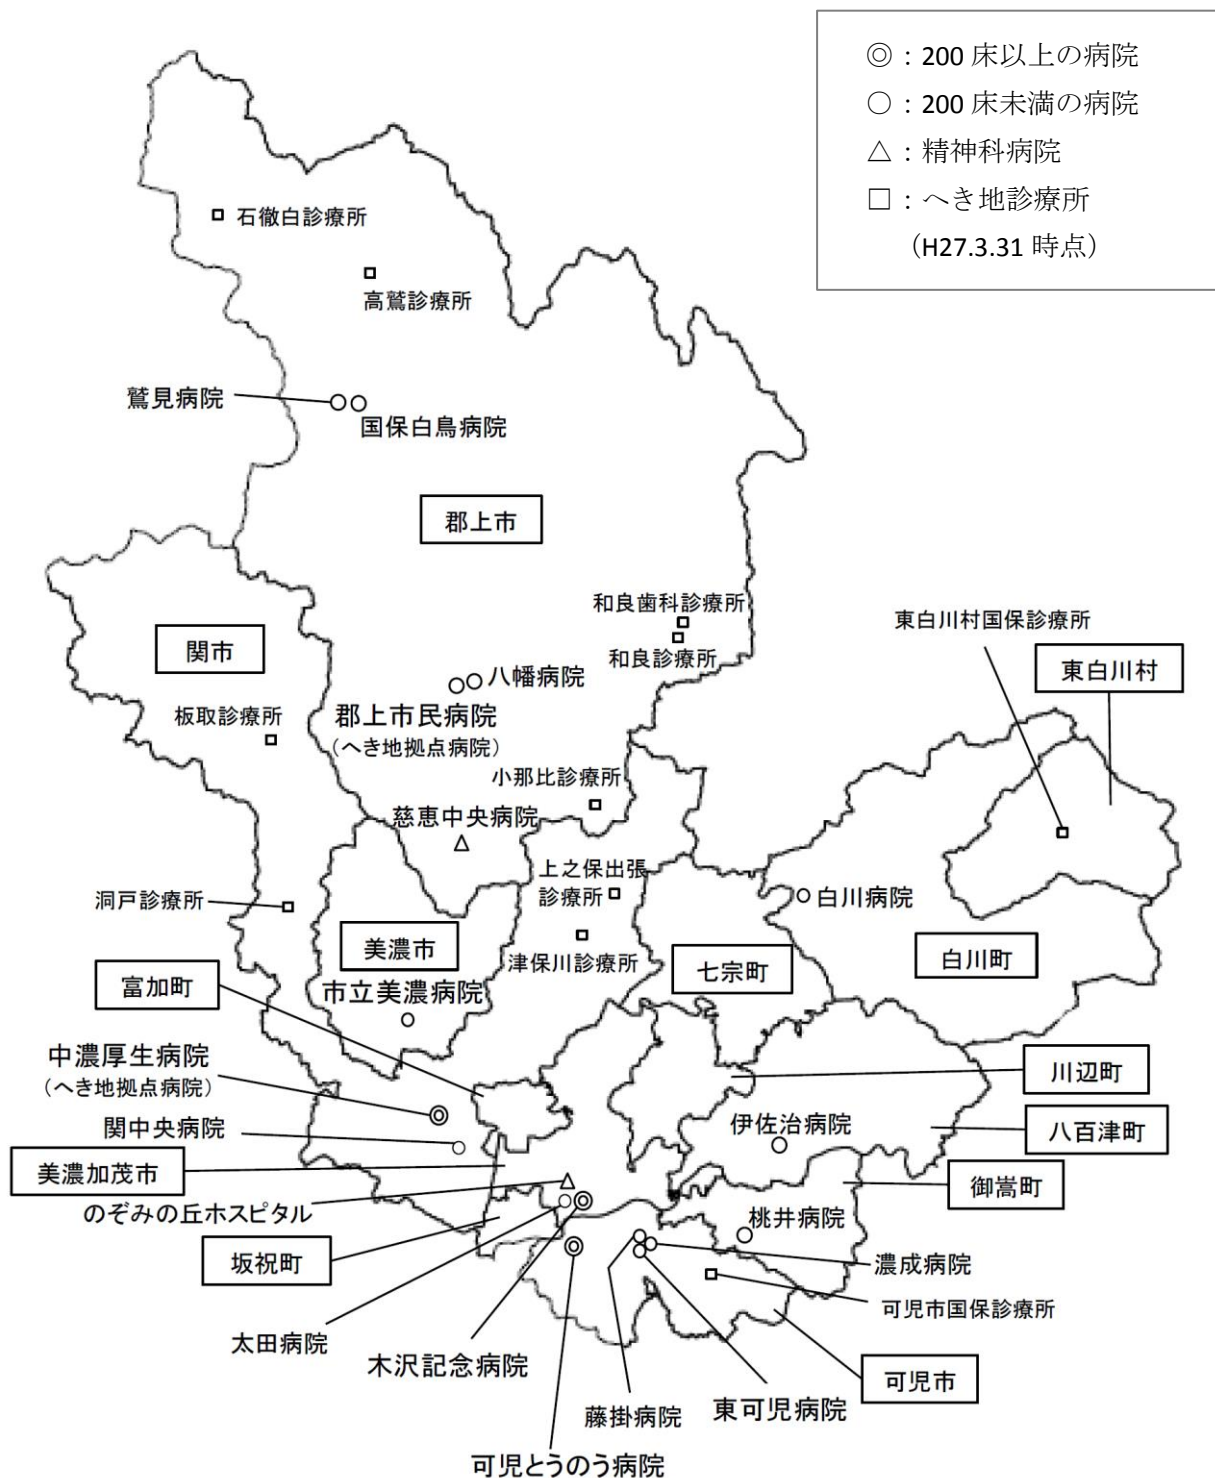 ◎：200 床以上の病院
○：200 床未満の病院
△：精神科病院
□：へき地診療所
（H27.3.31 時点）
石徹白診療所
高鷲診療所
鷲見病院
国保白鳥病院
郡上市
和良歯科診療所
和良診療所
東白川村国保診療所
東白川村
関市
八幡病院
板取診療所
郡上市民病院
（へき地拠点病院）
小那比診療所
慈恵中央病院
上之保出張
診療所
白川病院
洞戸診療所
美濃市
津保川診療所
七宗町
白川町
富加町
市立美濃病院
中濃厚生病院
（へき地拠点病院）
川辺町
関中央病院
伊佐治病院
八百津町
美濃加茂市
御嵩町
のぞみの丘ホスピタル
桃井病院
坂祝町
濃成病院
可児市国保診療所
太田病院
木沢記念病院
可児市
藤掛病院
東可児病院
可児とうのう病院